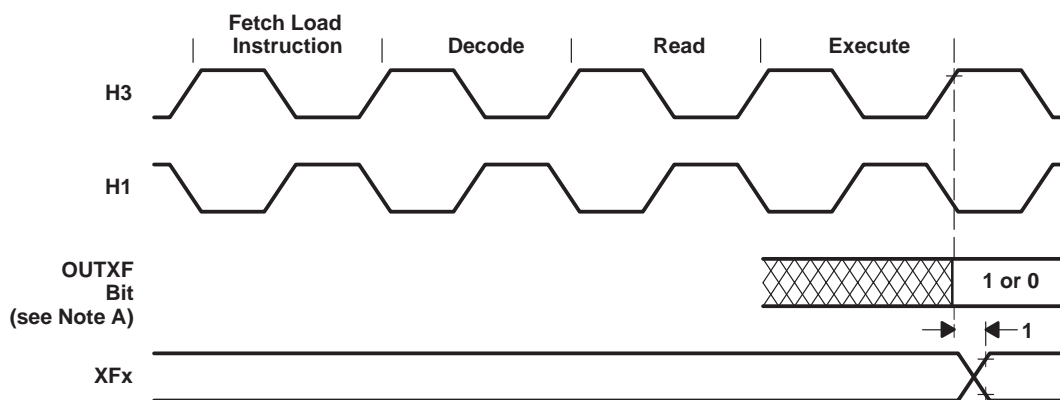 Fetch Load
Instruction
Decode
Read
Execute
H3
H1
OUTXF
Bit
(see Note A)
1 or 0
1
XFx